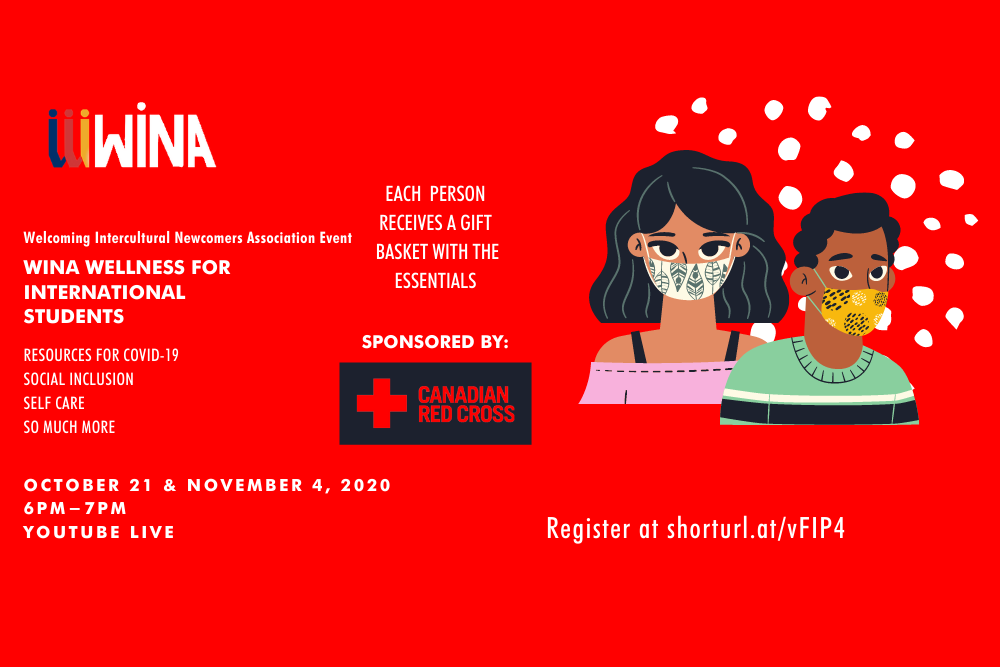 WiNA
Welcoming Intercultural Newcomers Association Event
WINA WELLNESS FOR
INTERNATIONAL
STUDENTS
RESOURCES FOR COVID-19
SOCIAL INCLUSION
SELF CARE
SO MUCH MORE
OCTOBER 21 & NOVEMBER 4, 2020
6PM–7PM
YOUTUBE LIVE
EACH PERSON
RECEIVES A GIFT
BASKET WITH THE
ESSENTIALS
SPONSORED BY:
CANADIAN
RED CROSS
Register at shorturl.at/vFIP4